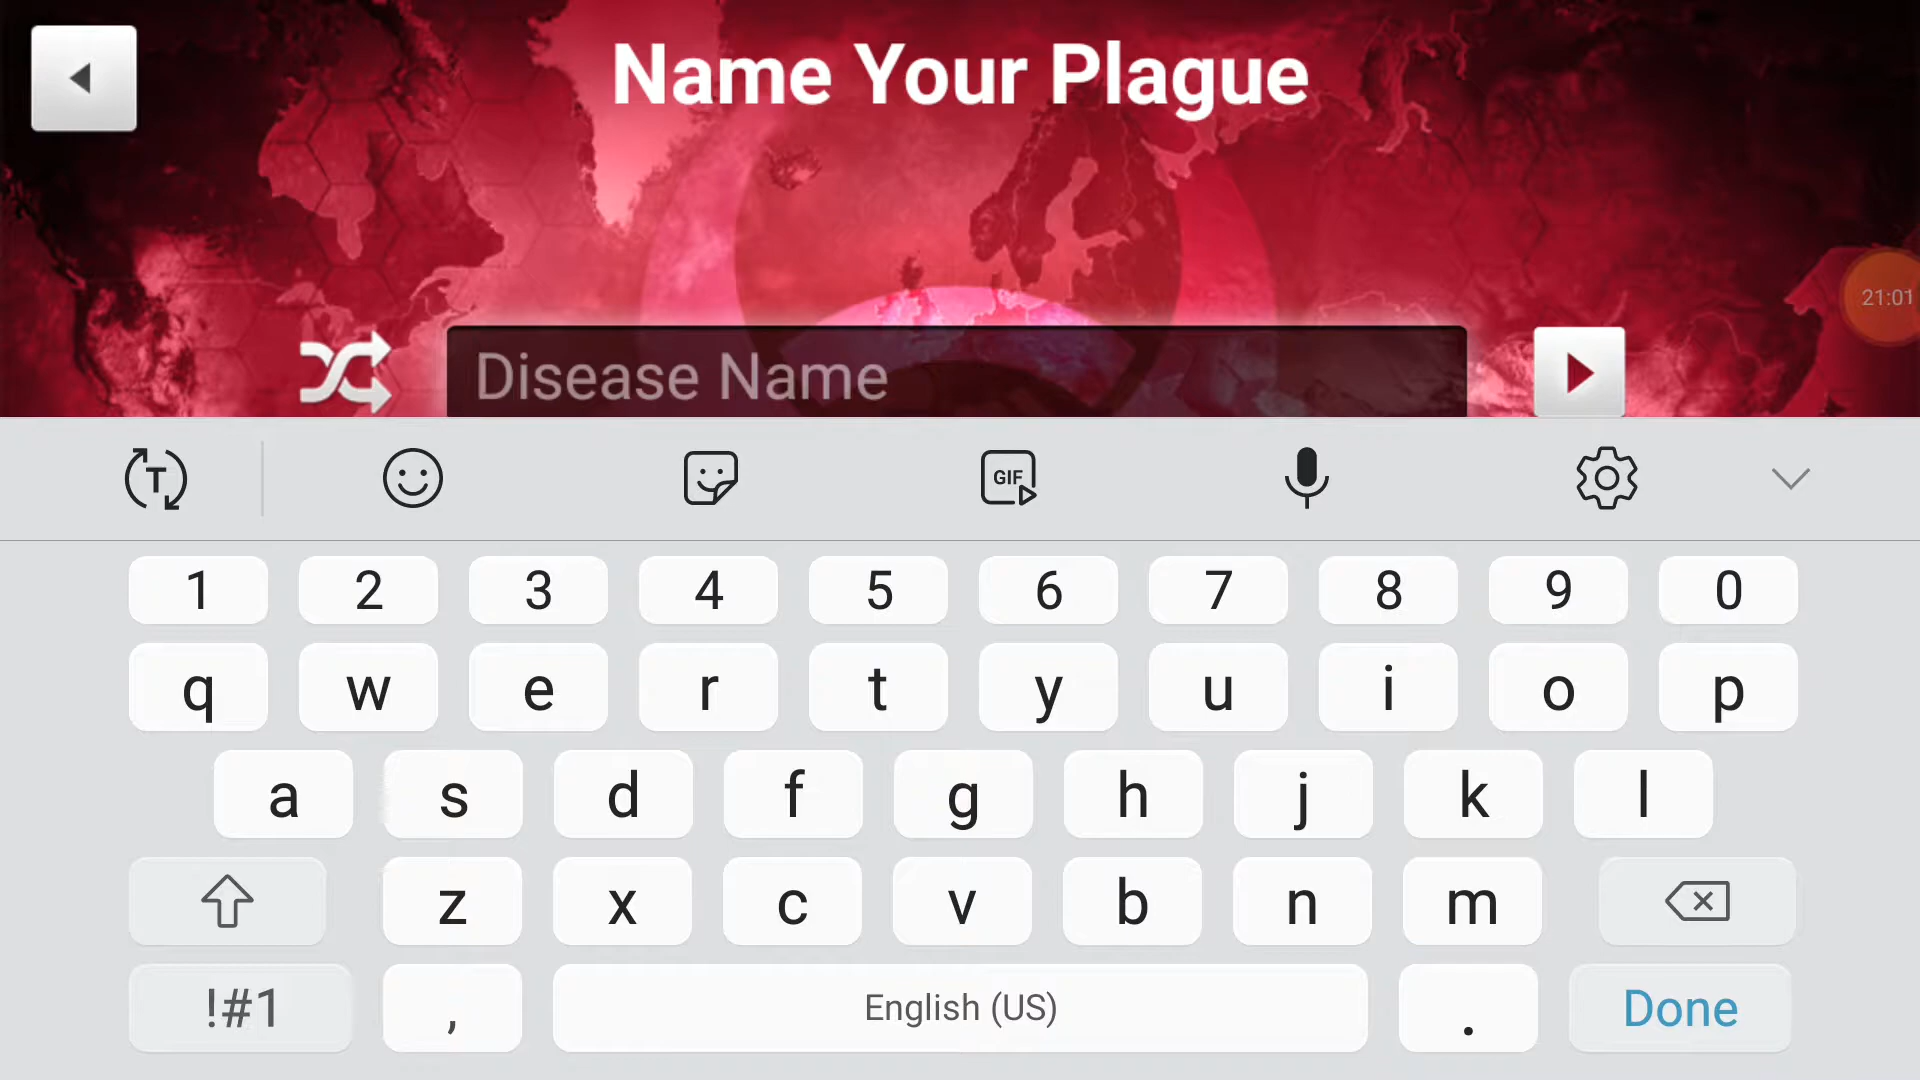 Name Your Plague
21:01
Disease Name
T
GIF
1 2 3 4 5 6 7 8 9 0
q w e r t y u i o p
a s d f g h j k l
z x c v b n m
!#1 , English (US) . Done